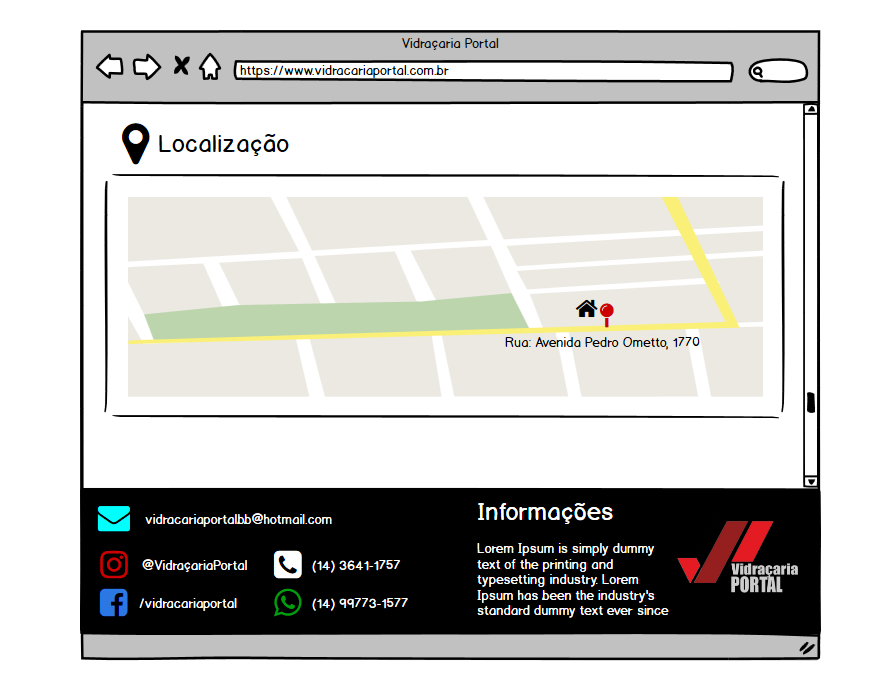 Vidraçaria Portal
https://www.vidracariaportal.com.br
Localização
Rua: Avenida Pedro Ometto, 1770
vidracariaportalbb@hotmail.com
@VidraçariaPortal
(14) 3641-1757
/vidracariaportal
(14) 99773-1577
Informações
Lorem Ipsum is simply dummy
text of the printing and
typesetting industry. Lorem
Ipsum has been the industry's
standard dummy text ever since
Vidraçaria
PORTAL